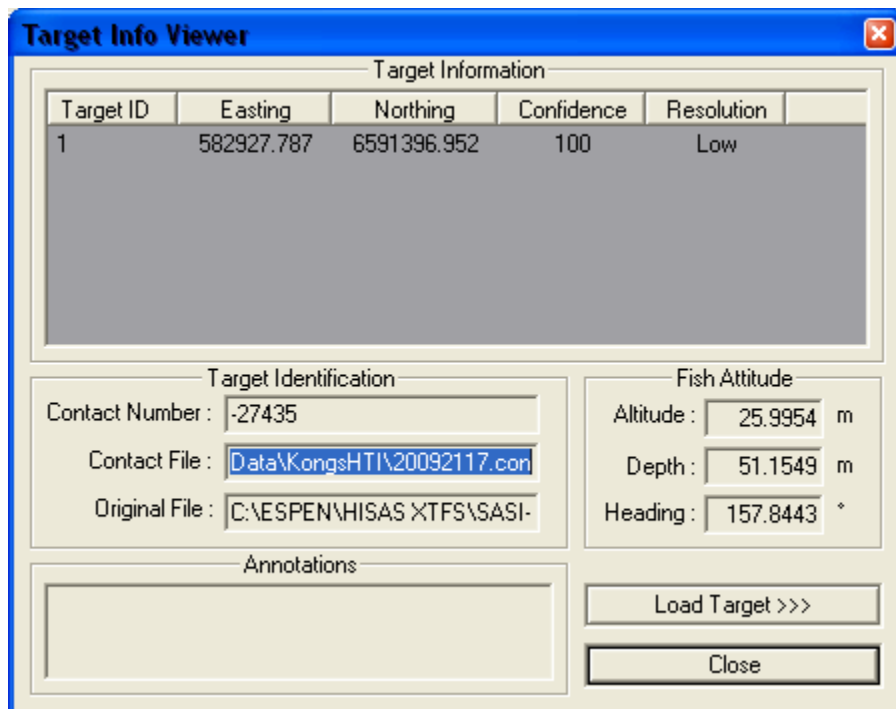 Target Info Viewer
Target Information
Target ID Easting Northing Confidence Resolution
1 582927.787 6591396.952 100 Low
Target Identification
Contact Number : -27435
Contact File : Data\KongsHTI\20092117.con
Original File : C:\ESPEN\HISAS XTFS\SASI-
Fish Attitude
Altitude : 25.9954 m
Depth : 51.1549 m
Heading : 157.8443 °
Annotations
Load Target >>>
Close